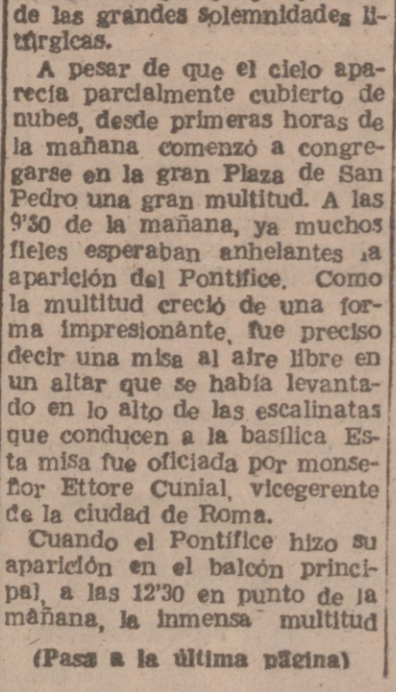 de las grandes solemnidades li-
túrgicas.
A pesar de que el cielo apa-
recía parcialmente cubierto de
nubes, desde primeras horas de
la mañana comenzó a congre-
garse en la gran Plaza de San
Pedro una gran multitud. A las
9'30 de la mañana, ya muchos
fieles esperaban anhelantes la
aparición del Pontífice. Como
la multitud creció de una for-
ma impresionante, fue preciso
decir una misa al aire libre en
un altar que se había levanta-
do en lo alto de las escalinatas
que conducen a la basílica Es-
ta misa fue oficiada por monse-
ñor Ettore Cunial, vicegerente
de la ciudad de Roma.
Cuando el Pontífice hizo su
aparición en el balcón princi-
pal, a las 12'30 en punto de la
mañana, la inmensa multitud
(Pasa a la última página)